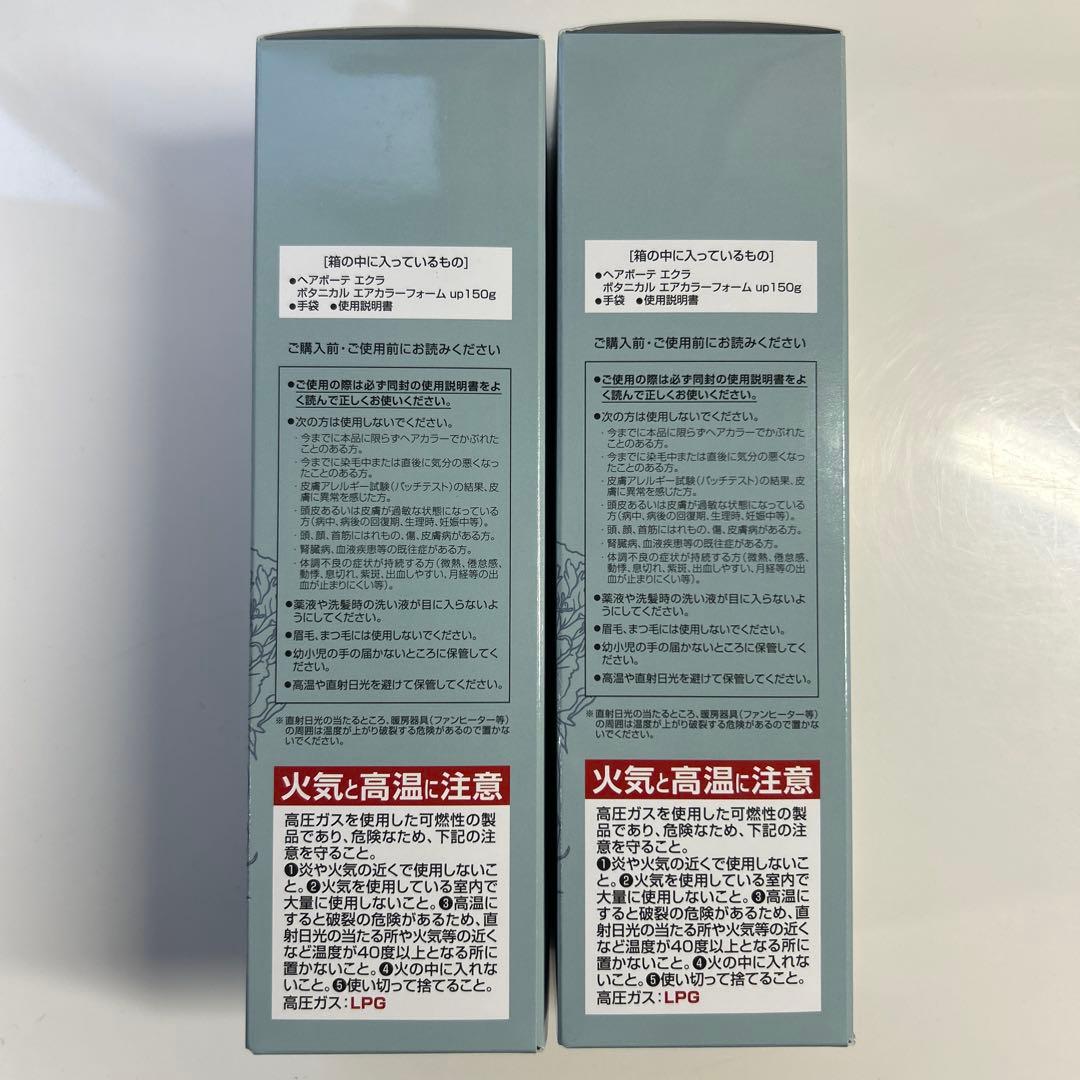 [箱の中に入っているもの]
●ヘアボーテ エクラ
ボタニカル エアカラーフォーム up150g
●手袋 ●使用説明書
ご購入前・ご使用前にお読みください
●ご使用の際は必ず同封の使用説明書をよ
く読んで正しくお使いください。
●次の方は使用しないでください。
・今までに本品に限らずヘアカラーでかぶれた
ことのある方。
・今までに染毛中または直後に気分の悪くなっ
たことのある方。
・皮膚アレルギー試験(パッチテスト)の結果、皮
膚に異常を感じた方。
・頭皮あるいは皮膚が過敏な状態になっている
方(病中、病後の回復期、生理時、妊娠中等)。
・頭、顔、首筋にはれもの、傷、皮膚病がある方。
・腎臓病、血液疾患等の既往症がある方。
・体調不良の症状が持続する方(微熱、倦怠感、
動悸、息切れ、紫斑、出血しやすい、月経等の出
血が止まりにくい等)。
●薬液や洗髪時の洗い液が目に入らないよ
うにしてください。
●眉毛、まつ毛には使用しないでください。
●幼小児の手の届かないところに保管してく
ださい。
●高温や直射日光を避けて保管してください。
※直射日光の当たるところ、暖房器具(ファンヒーター等)
の周囲は温度が上がり破裂する危険があるので置かな
いでください。
火気と高温に注意
高圧ガスを使用した可燃性の製
品であり、危険なため、下記の注
意を守ること。
❶炎や火気の近くで使用しないこ
と。❷火気を使用している室内で
大量に使用しないこと。❸高温に
すると破裂の危険があるため、直
射日光の当たる所や火気等の近く
など温度が40度以上となる所に
置かないこと。❹火の中に入れな
いこと。❺使い切って捨てること。
高圧ガス：LPG
[箱の中に入っているもの]
●ヘアボーテ エクラ
ボタニカル エアカラーフォーム up150g
●手袋 ●使用説明書
ご購入前・ご使用前にお読みください
●ご使用の際は必ず同封の使用説明書をよ
く読んで正しくお使いください。
●次の方は使用しないでください。
・今までに本品に限らずヘアカラーでかぶれた
ことのある方。
・今までに染毛中または直後に気分の悪くなっ
たことのある方。
・皮膚アレルギー試験(パッチテスト)の結果、皮
膚に異常を感じた方。
・頭皮あるいは皮膚が過敏な状態になっている
方(病中、病後の回復期、生理時、妊娠中等)。
・頭、顔、首筋にはれもの、傷、皮膚病がある方。
・腎臓病、血液疾患等の既往症がある方。
・体調不良の症状が持続する方(微熱、倦怠感、
動悸、息切れ、紫斑、出血しやすい、月経等の出
血が止まりにくい等)。
●薬液や洗髪時の洗い液が目に入らないよ
うにしてください。
●眉毛、まつ毛には使用しないでください。
●幼小児の手の届かないところに保管してく
ださい。
●高温や直射日光を避けて保管してください。
※直射日光の当たるところ、暖房器具(ファンヒーター等)
の周囲は温度が上がり破裂する危険があるので置かな
いでください。
火気と高温に注意
高圧ガスを使用した可燃性の製
品であり、危険なため、下記の注
意を守ること。
❶炎や火気の近くで使用しないこ
と。❷火気を使用している室内で
大量に使用しないこと。❸高温に
すると破裂の危険があるため、直
射日光の当たる所や火気等の近く
など温度が40度以上となる所に
置かないこと。❹火の中に入れな
いこと。❺使い切って捨てること。
高圧ガス：LPG